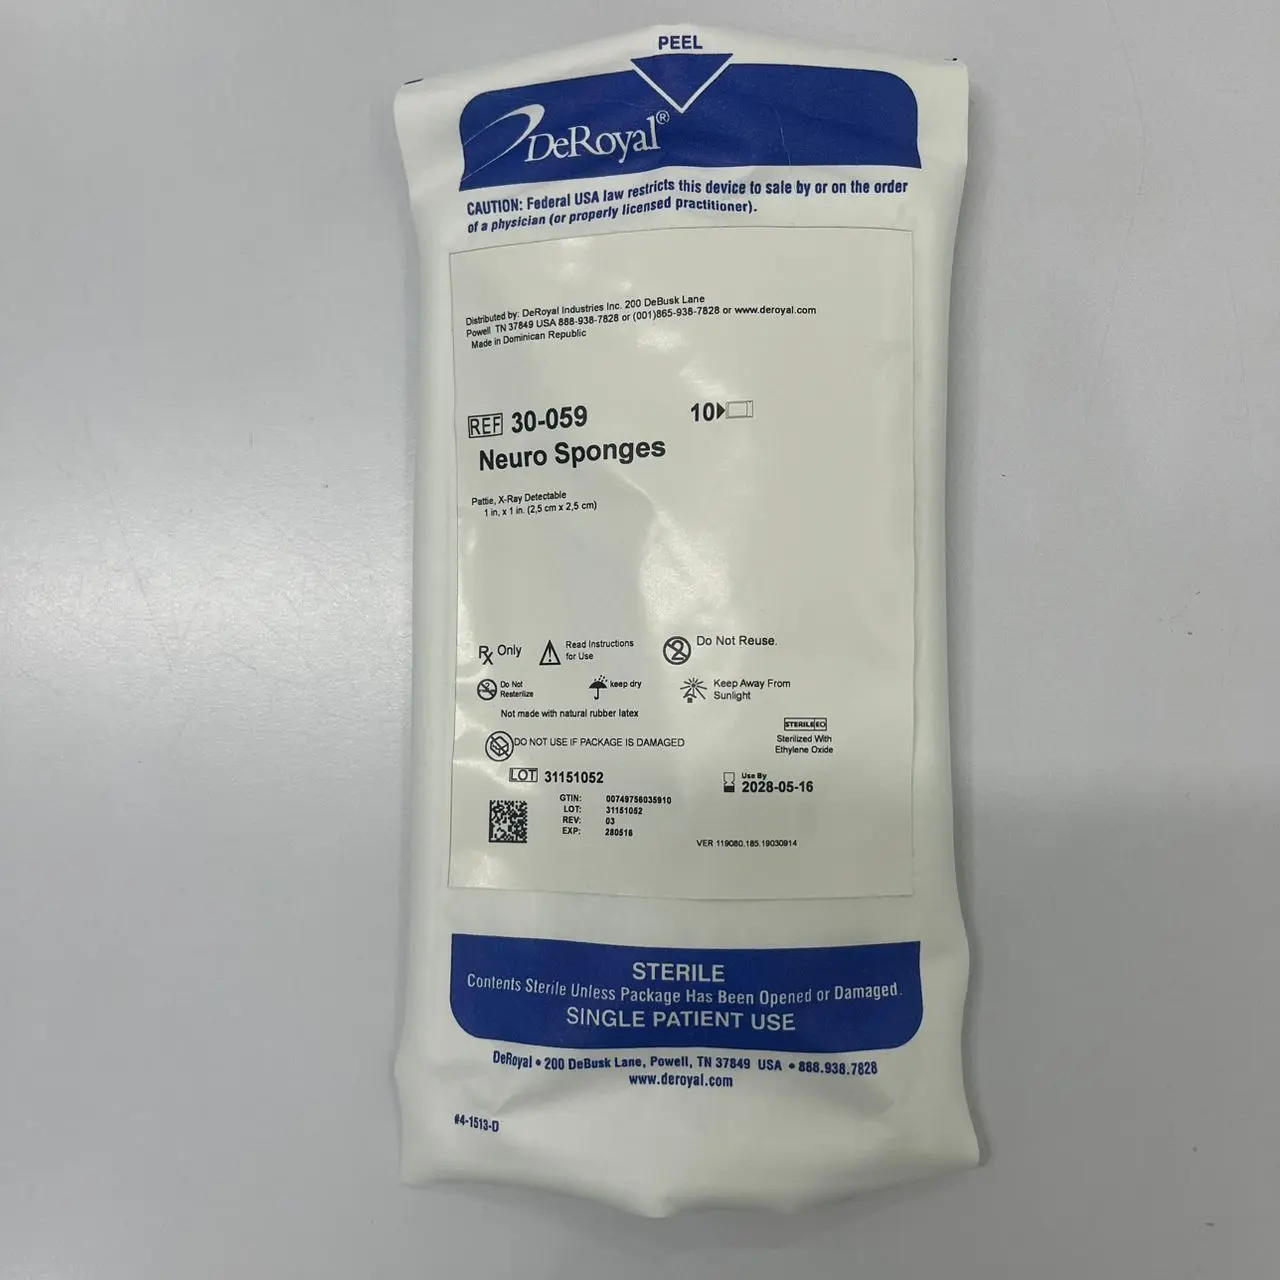 PEEL
DeRoyal®
CAUTION: Federal USA law restricts this device to sale by or on the order
of a physician (or properly licensed practitioner).
Distributed by: DeRoyal Industries Inc. 200 DeBusk Lane
Powell TN 37849 USA 888-938-7828 or (001)865-938-7828 or www.deroyal.com
Made in Dominican Republic
REF 30-059 10
Neuro Sponges
Pattie, X-Ray Detectable
1 in, x 1 in. (2,5 cm x 2,5 cm)
Rx Only
Read Instructions
for Use
2 Do Not Reuse.
2 Do Not
Resterilize
keep dry
Keep Away From
Sunlight
Not made with natural rubber latex
STERILE EO
Sterilized With
Ethylene Oxide
DO NOT USE IF PACKAGE IS DAMAGED
LOT 31151052
Use By
2028-05-16
GTIN: 00749756035910
LOT: 31151052
REV: 03
EXP: 280516
VER 119080.185.19030914
STERILE
Contents Sterile Unless Package Has Been Opened or Damaged.
SINGLE PATIENT USE
DeRoyal • 200 DeBusk Lane, Powell, TN 37849 USA • 888.938.7828
www.deroyal.com
#4-1513-D